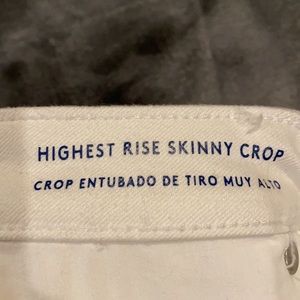 HIGHEST RISE SKINNY CROP
CROP ENTUBADO DE TIRO MUY ALTO